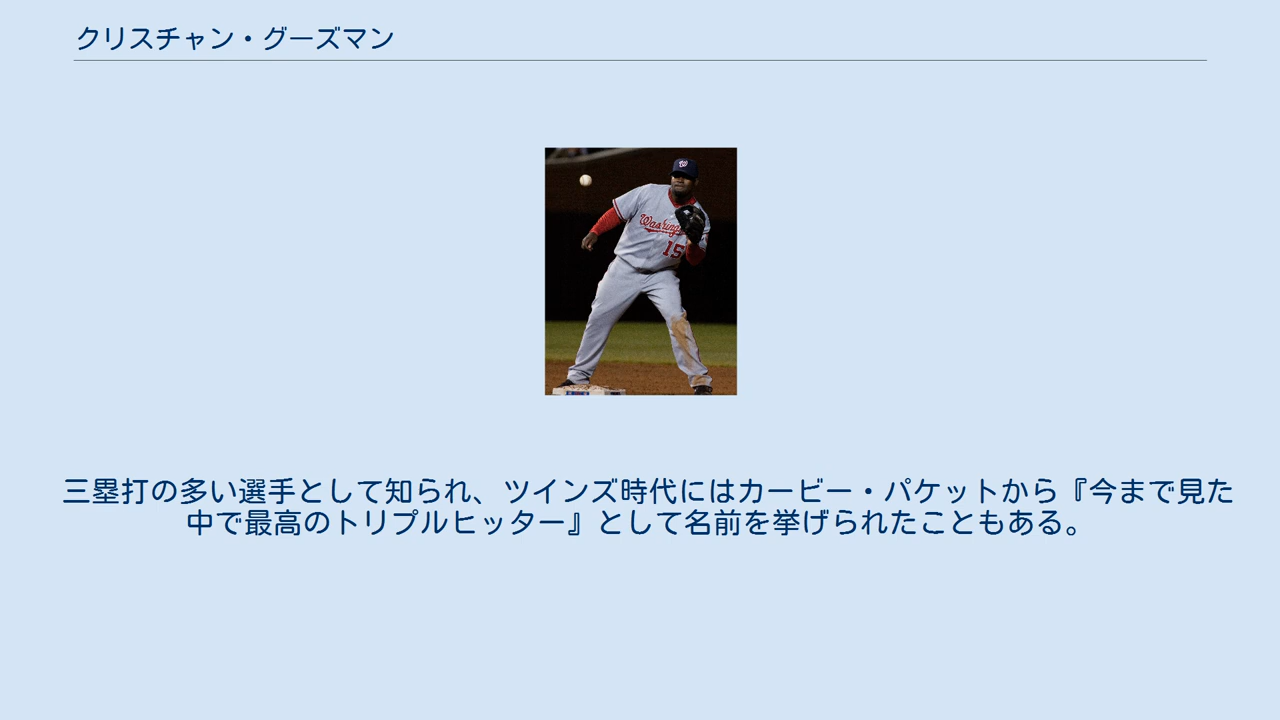 クリスチャン・グーズマン
W
Washing
15
三塁打の多い選手として知られ、ツインズ時代にはカービー・パケットから『今まで見た
中で最高のトリプルヒッター』として名前を挙げられたこともある。